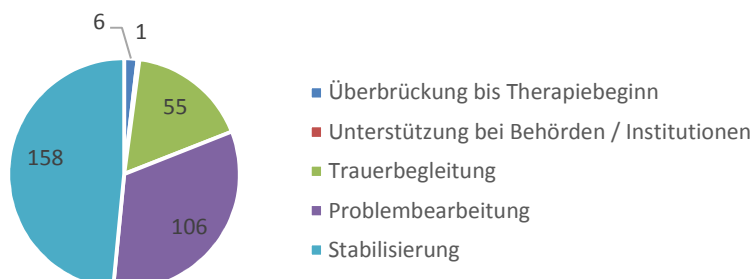 6
1
55
158
106
Überbrückung bis Therapiebeginn
Unterstützung bei Behörden / Institutionen
Trauerbegleitung
Problembearbeitung
Stabilisierung